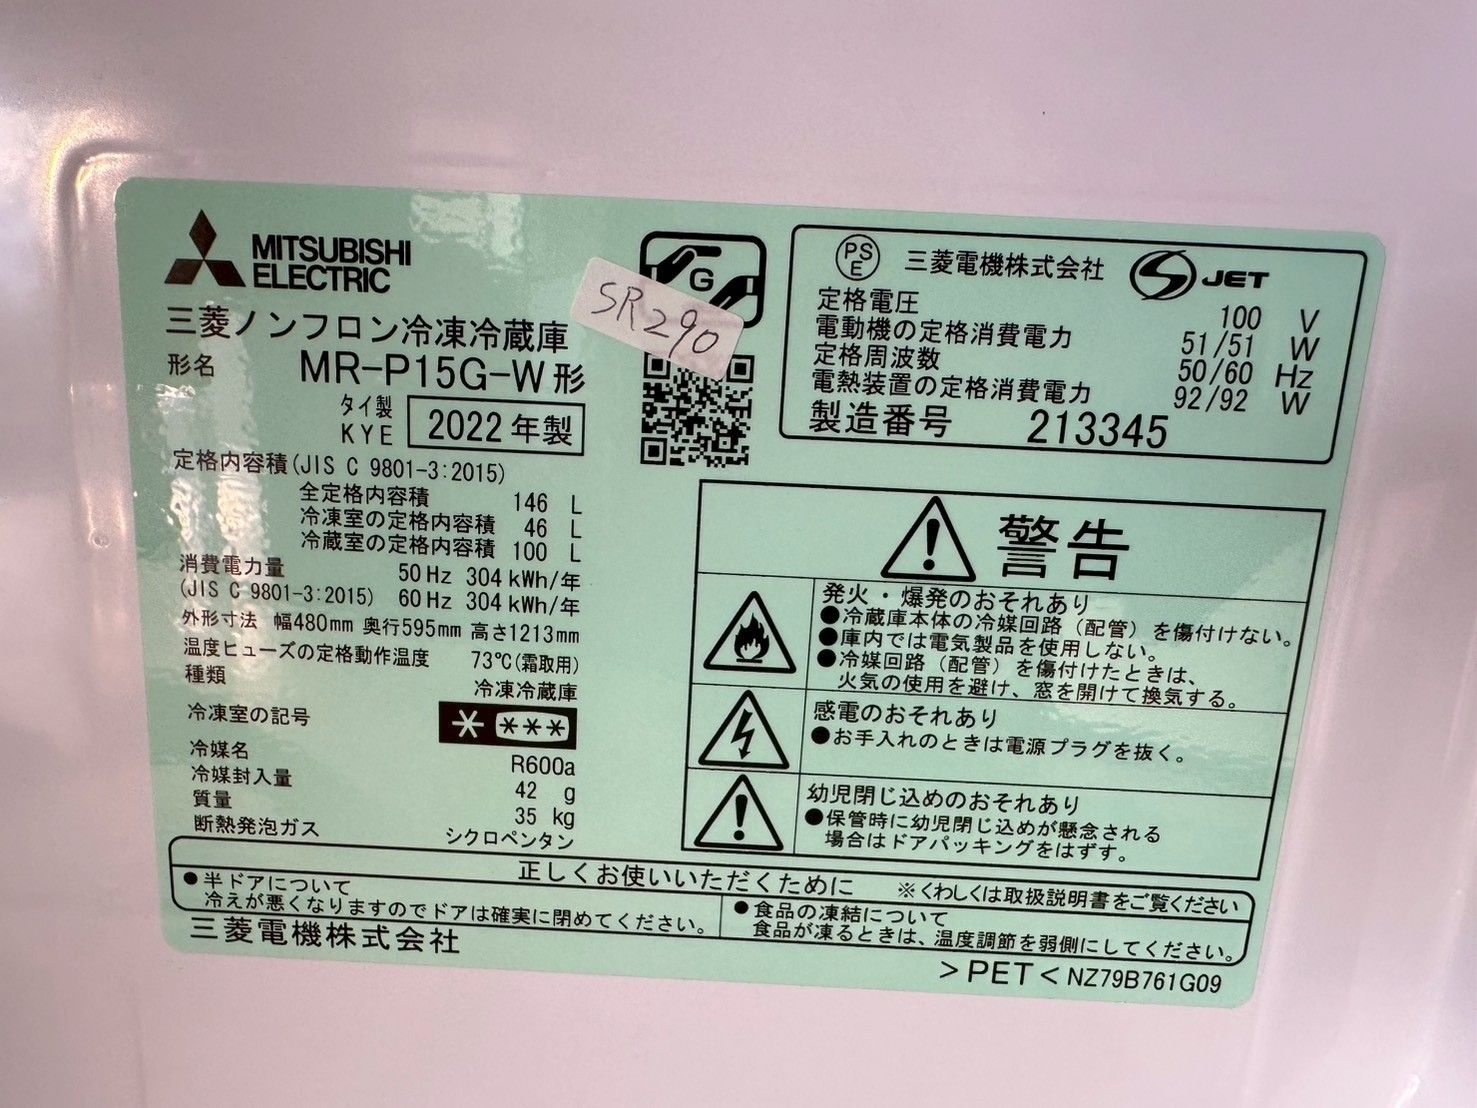 MITSUBISHI
ELECTRIC
三菱ノンフロン冷凍冷蔵庫
形名 MR-P15G-W形
タイ製
KYE 2022年製
定格内容積(JIS C 9801-3:2015)
全定格内容積 146 L
冷凍室の定格内容積 46 L
冷蔵室の定格内容積 100 L
消費電力量 50Hz 304kWh/年
(JIS C 9801-3:2015) 60Hz 304kWh/年
外形寸法 幅480mm 奥行595mm 高さ1213mm
温度ヒューズの定格動作温度 73℃(霜取用)
種類 冷凍冷蔵庫
冷凍室の記号 * ***
冷媒名 R600a
冷媒封入量 42 g
質量 35 kg
断熱発泡ガス シクロペンタン
G
SR290
PS
E
三菱電機株式会社 S JET
定格電圧 100 V
電動機の定格消費電力 51/51 W
定格周波数 50/60 Hz
電熱装置の定格消費電力 92/92 W
製造番号 213345
警告
発火・爆発のおそれあり
●冷蔵庫本体の冷媒回路(配管)を傷付けない。
●庫内では電気製品を使用しない。
●冷媒回路(配管)を傷付けたときは、
火気の使用を避け、窓を開けて換気する。
感電のおそれあり
●お手入れのときは電源プラグを抜く。
幼児閉じ込めのおそれあり
●保管時に幼児閉じ込めが懸念される
場合はドアパッキングをはずす。
正しくお使いいただくために ※くわしくは取扱説明書をご覧ください
●半ドアについて
冷えが悪くなりますのでドアは確実に閉めてください。
●食品の凍結について
食品が凍るときは、温度調節を弱側にしてください。
三菱電機株式会社
>PET< NZ79B761G09